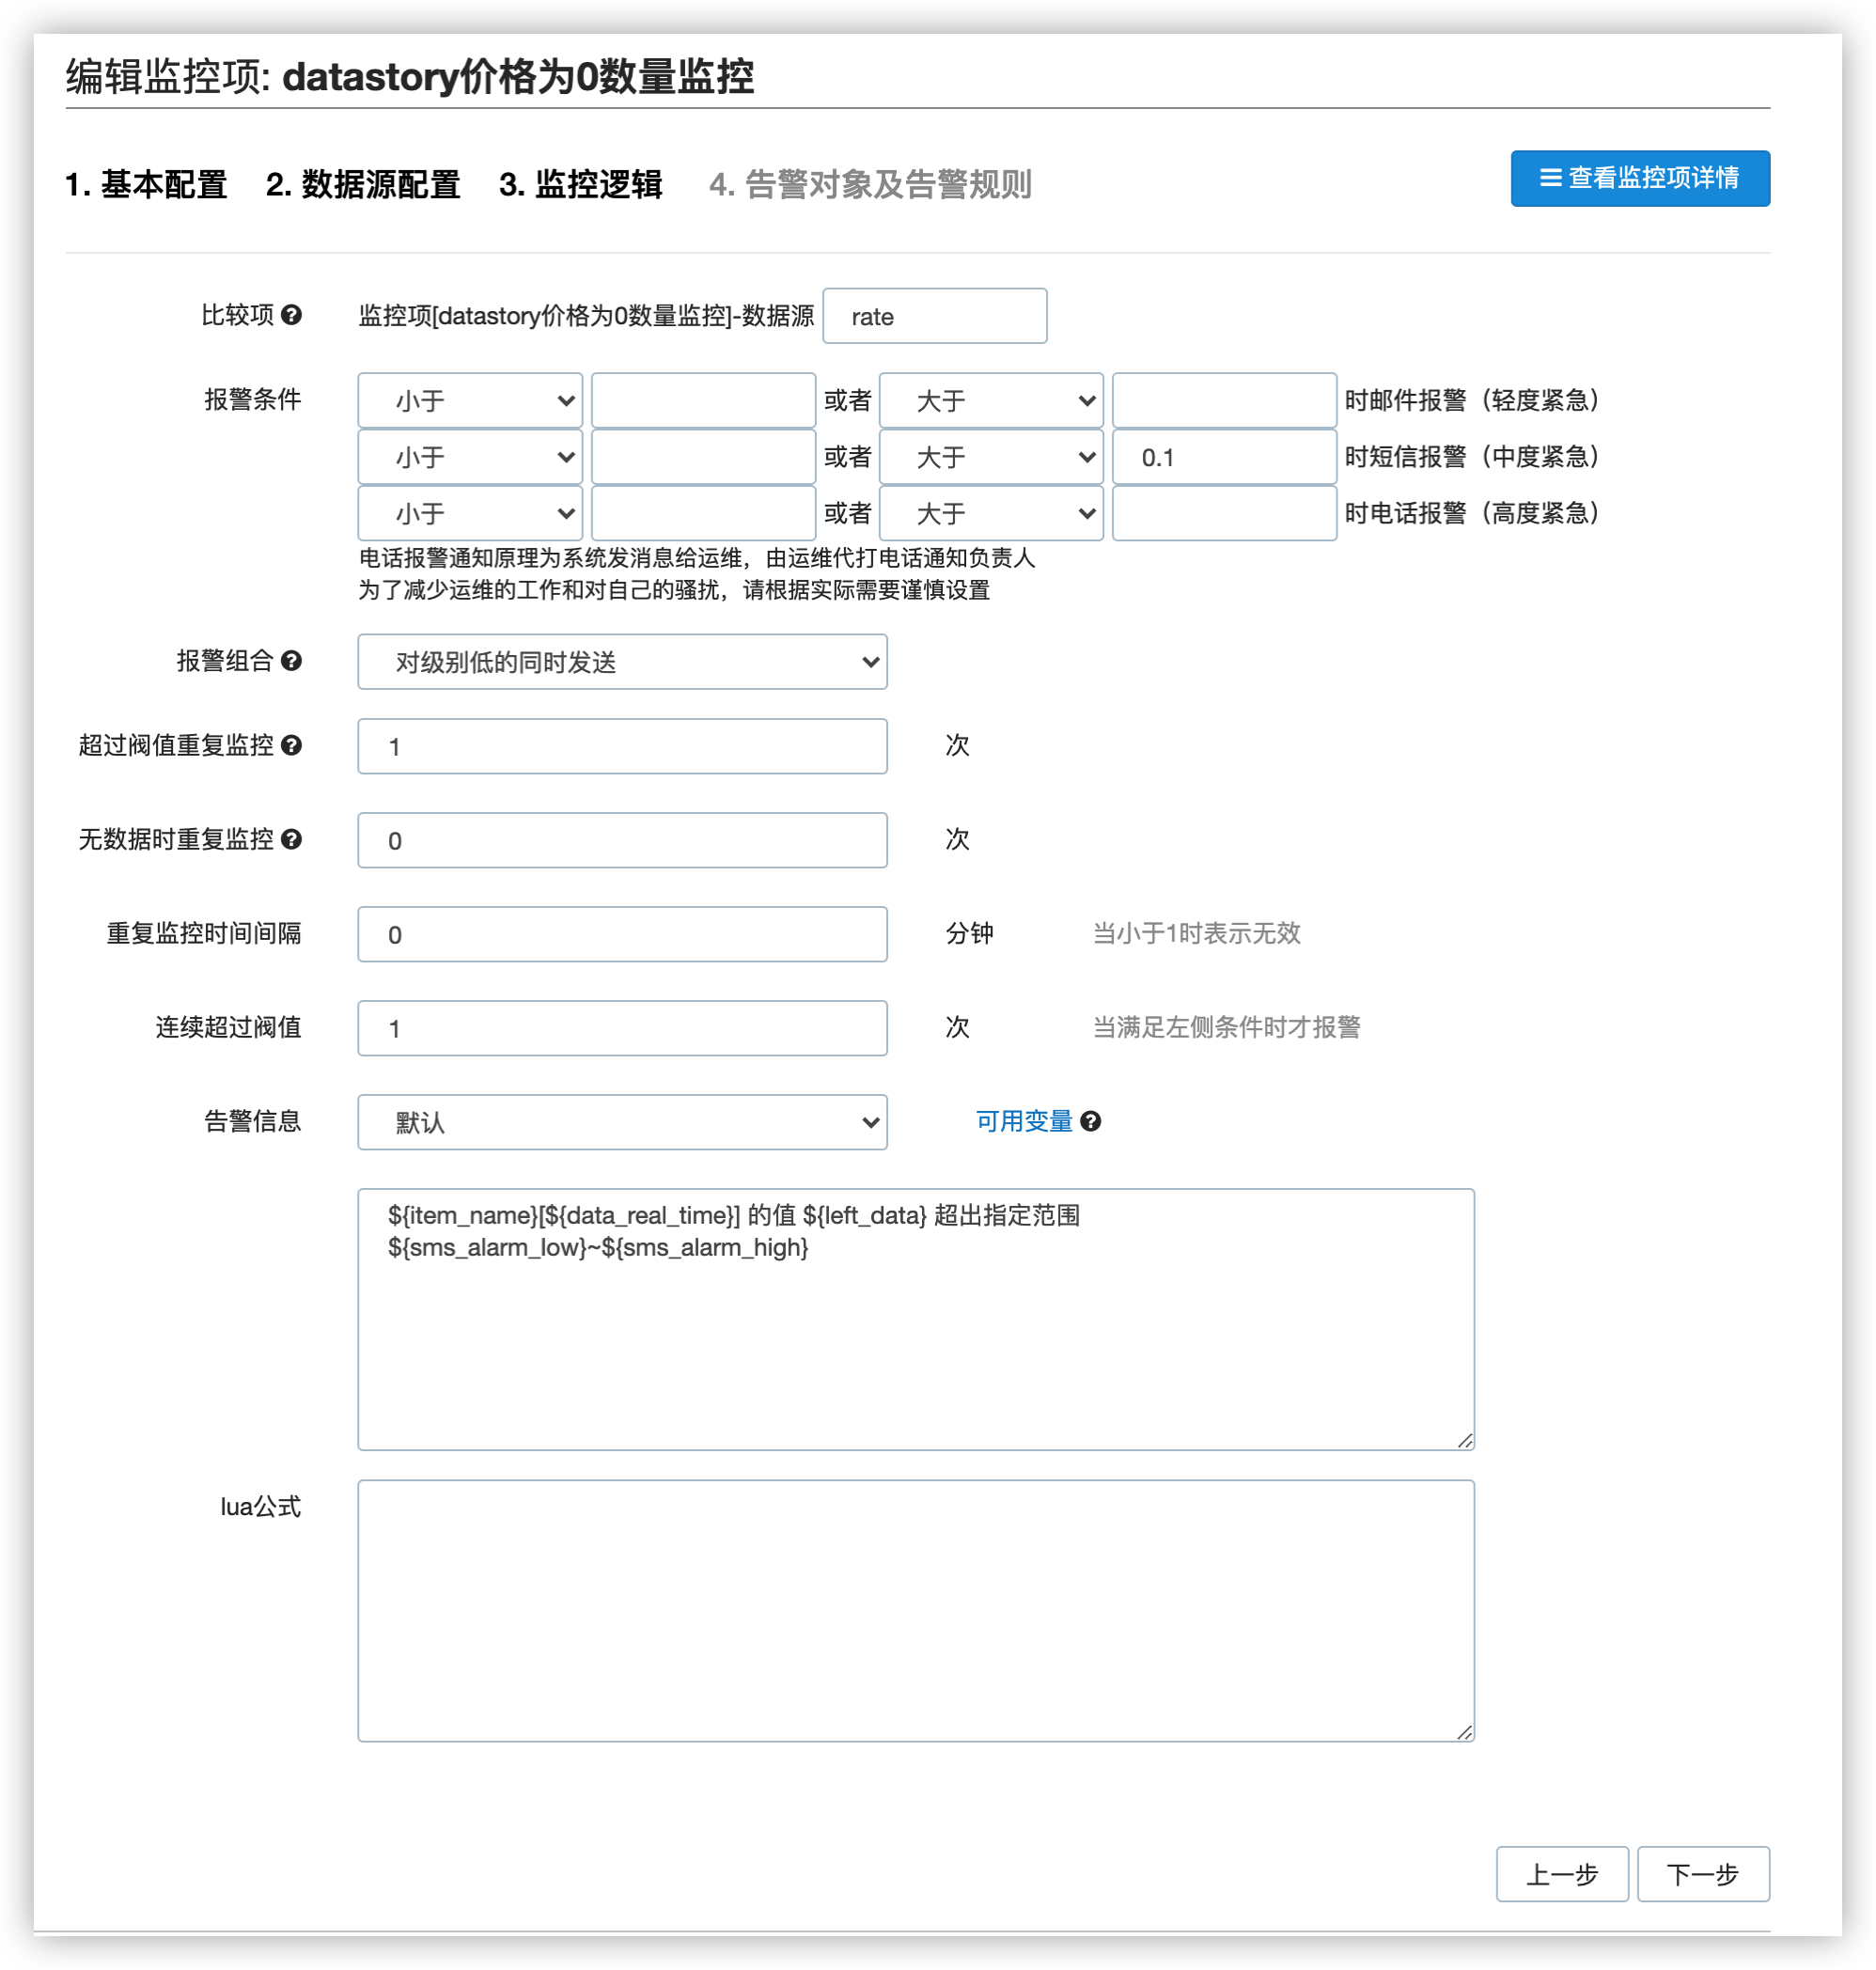 编辑监控项: datastory价格为0数量监控
1. 基本配置 2. 数据源配置 3. 监控逻辑 4. 告警对象及告警规则 查看监控项详情
比较项 监控项[datastory价格为0数量监控]-数据源 rate
报警条件 小于 或者 大于 时邮件报警（轻度紧急）
小于 或者 大于 0.1 时短信报警（中度紧急）
小于 或者 大于 时电话报警（高度紧急）
电话报警通知原理为系统发消息给运维，由运维代打电话通知负责人
为了减少运维的工作和对自己的骚扰，请根据实际需要谨慎设置
报警组合 对级别低的同时发送
超过阀值重复监控 1 次
无数据时重复监控 0 次
重复监控时间间隔 0 分钟 当小于1时表示无效
连续超过阀值 1 次 当满足左侧条件时才报警
告警信息 默认 可用变量
${item_name}[${data_real_time}] 的值 ${left_data} 超出指定范围
${sms_alarm_low}~${sms_alarm_high}
lua公式
上一步 下一步